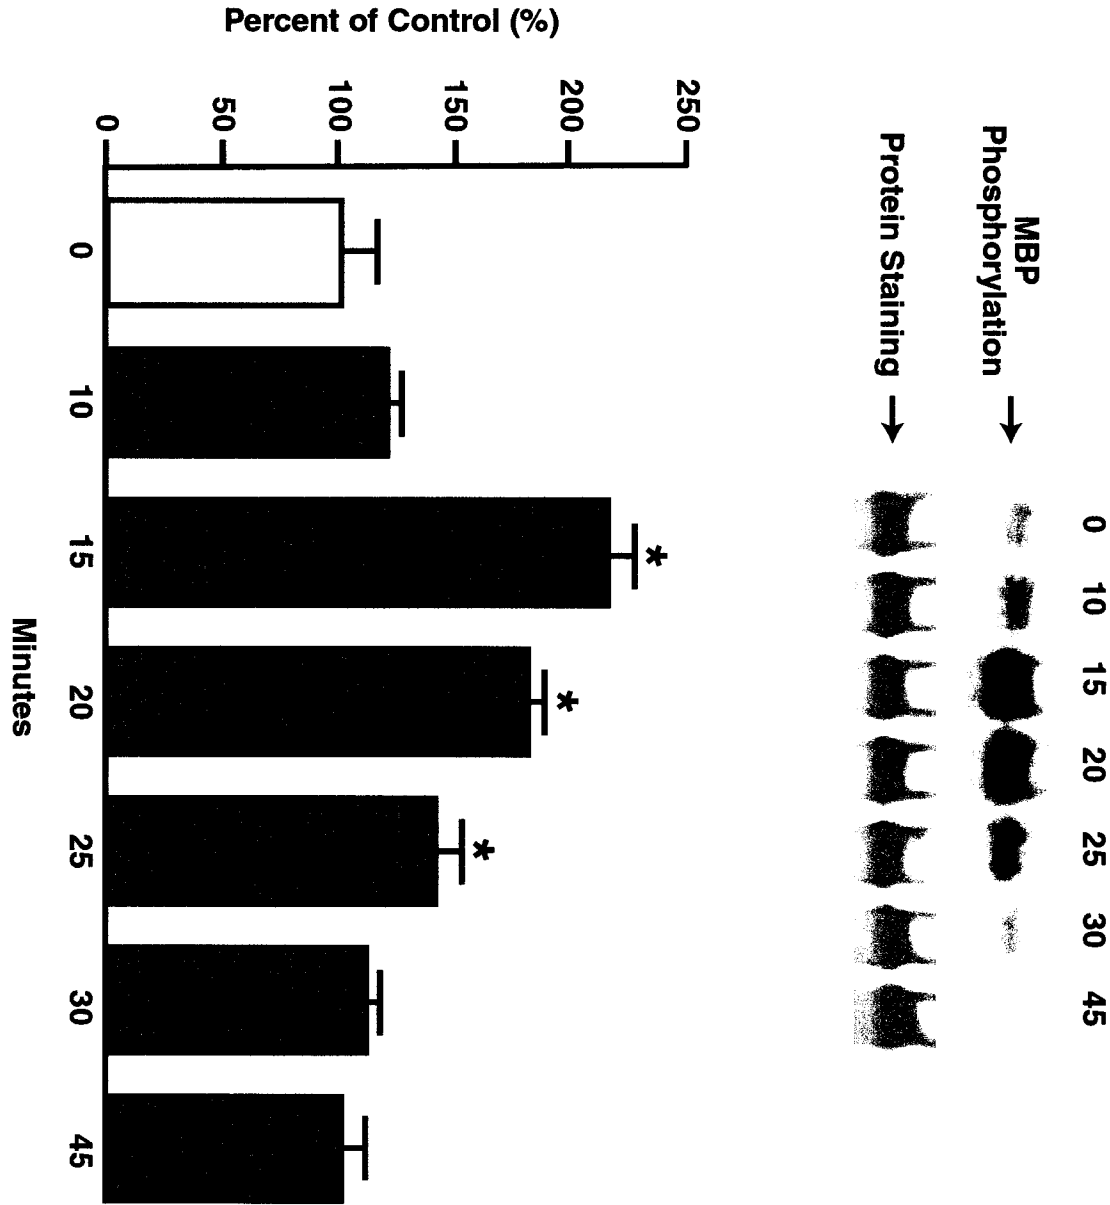 0 10 15 20 25 30 45
MBP
Phosphorylation
Protein Staining
250
200
150
100
50
0
Percent of Control (%)
* * *
0 10 15 20 25 30 45
Minutes